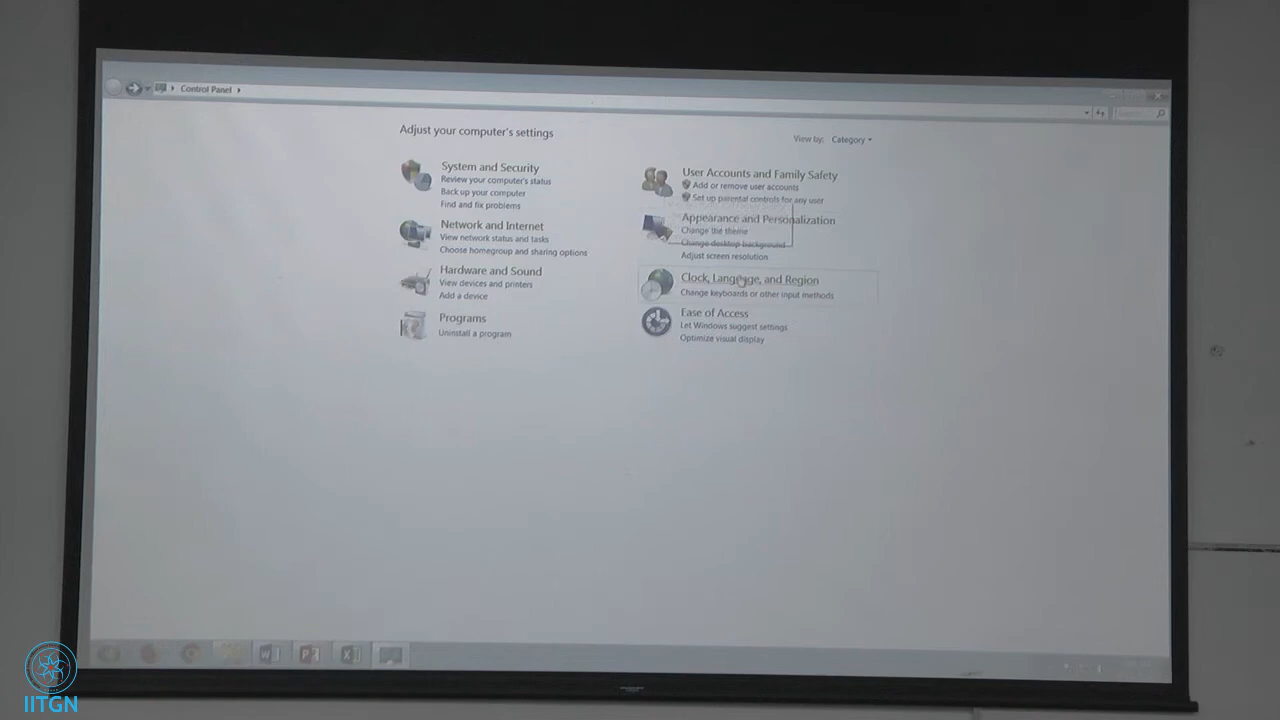 Control Panel
Adjust your computer's settings
View by: Category
System and Security
Review your computer's status
Back up your computer
Find and fix problems
Network and Internet
View network status and tasks
Choose homegroup and sharing options
Hardware and Sound
View devices and printers
Add a device
Programs
Uninstall a program
User Accounts and Family Safety
Add or remove user accounts
Set up parental controls for any user
Appearance and Personalization
Change the theme
Change desktop background
Adjust screen resolution
Clock, Language, and Region
Change keyboards or other input methods
Ease of Access
Let Windows suggest settings
Optimize visual display
IITGN